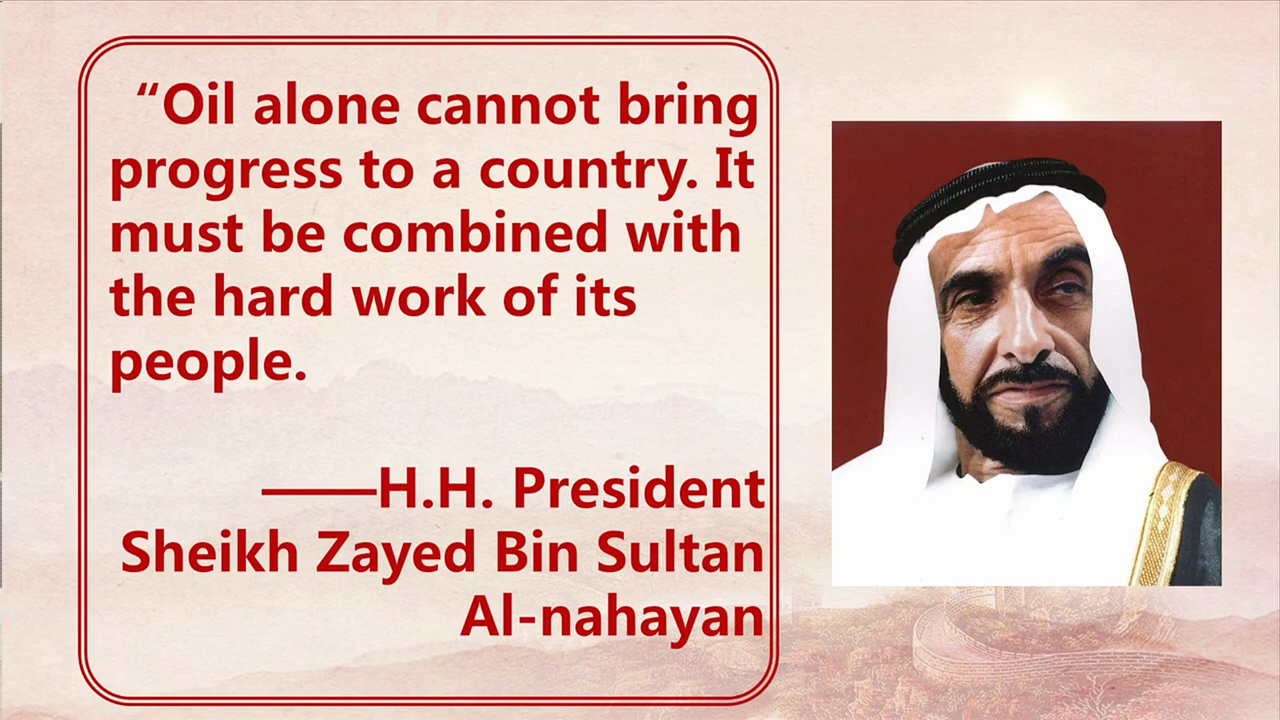 “Oil alone cannot bring
progress to a country. It
must be combined with
the hard work of its
people.
——H.H. President
Sheikh Zayed Bin Sultan
Al-nahayan